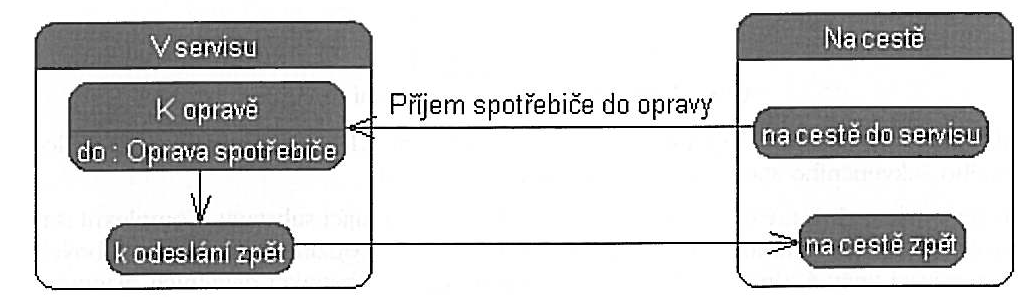 V servisu
K opravě
do : Oprava spotřebiče
k odeslání zpět
Příjem spotřebiče do opravy
Na cestě
na cestě do servisu
na cestě zpět